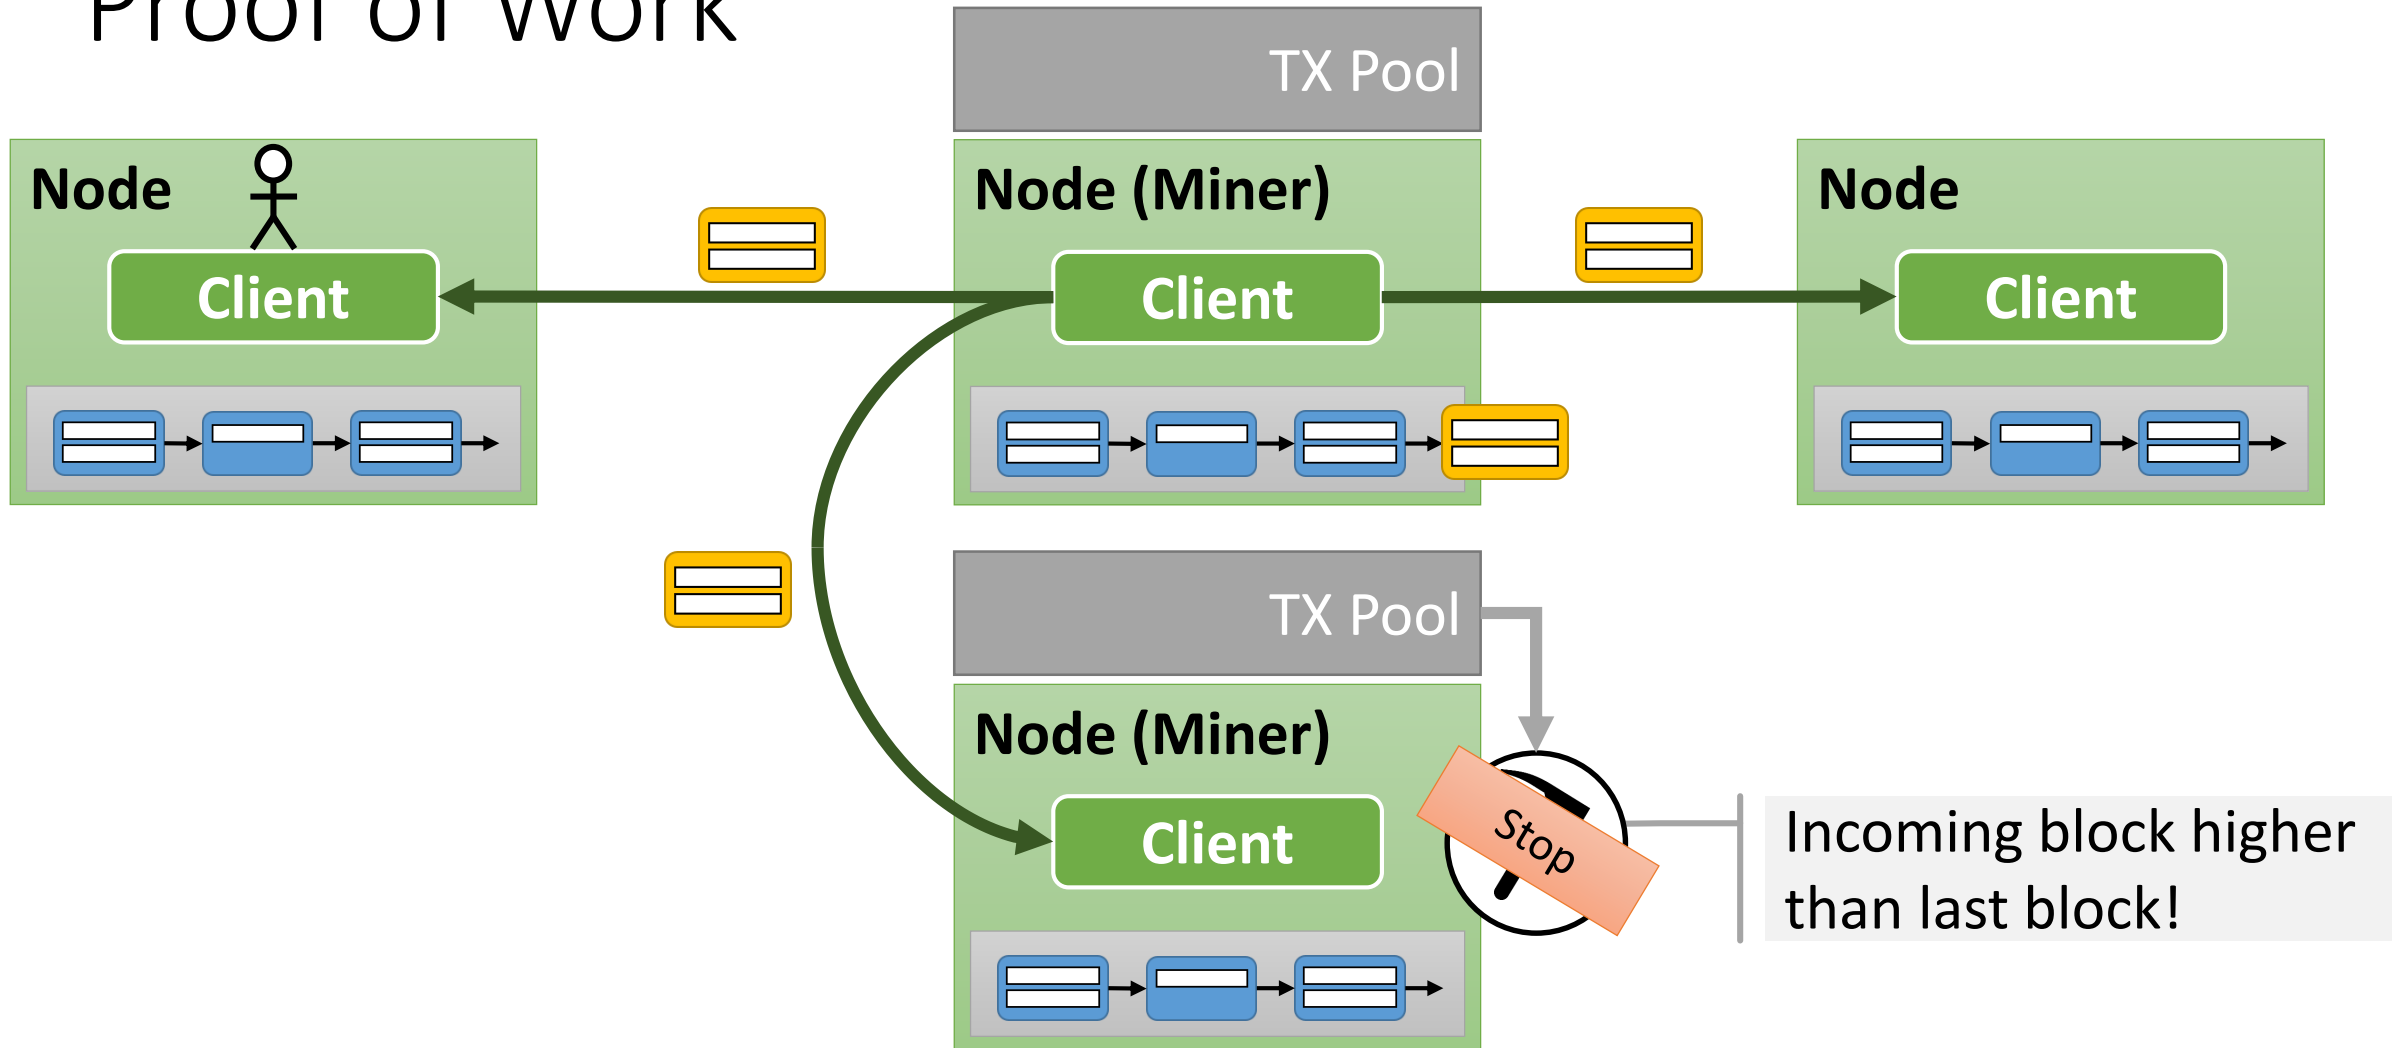 Proof of Work
TX Pool
Node
Client
Node (Miner)
Client
Node
Client
TX Pool
Node (Miner)
Client
Stop
Incoming block higher
than last block!